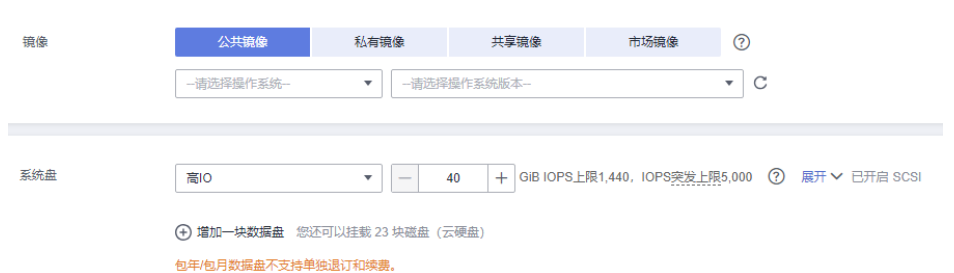 镜像 公共镜像 私有镜像 共享镜像 市场镜像 ?
--请选择操作系统-- --请选择操作系统版本--
系统盘 高IO — 40 + GiB IOPS上限1,440，IOPS突发上限5,000 ? 展开 已开启 SCSI
增加一块数据盘 您还可以挂载 23 块磁盘（云硬盘）
包年/包月数据盘不支持单独退订和续费。